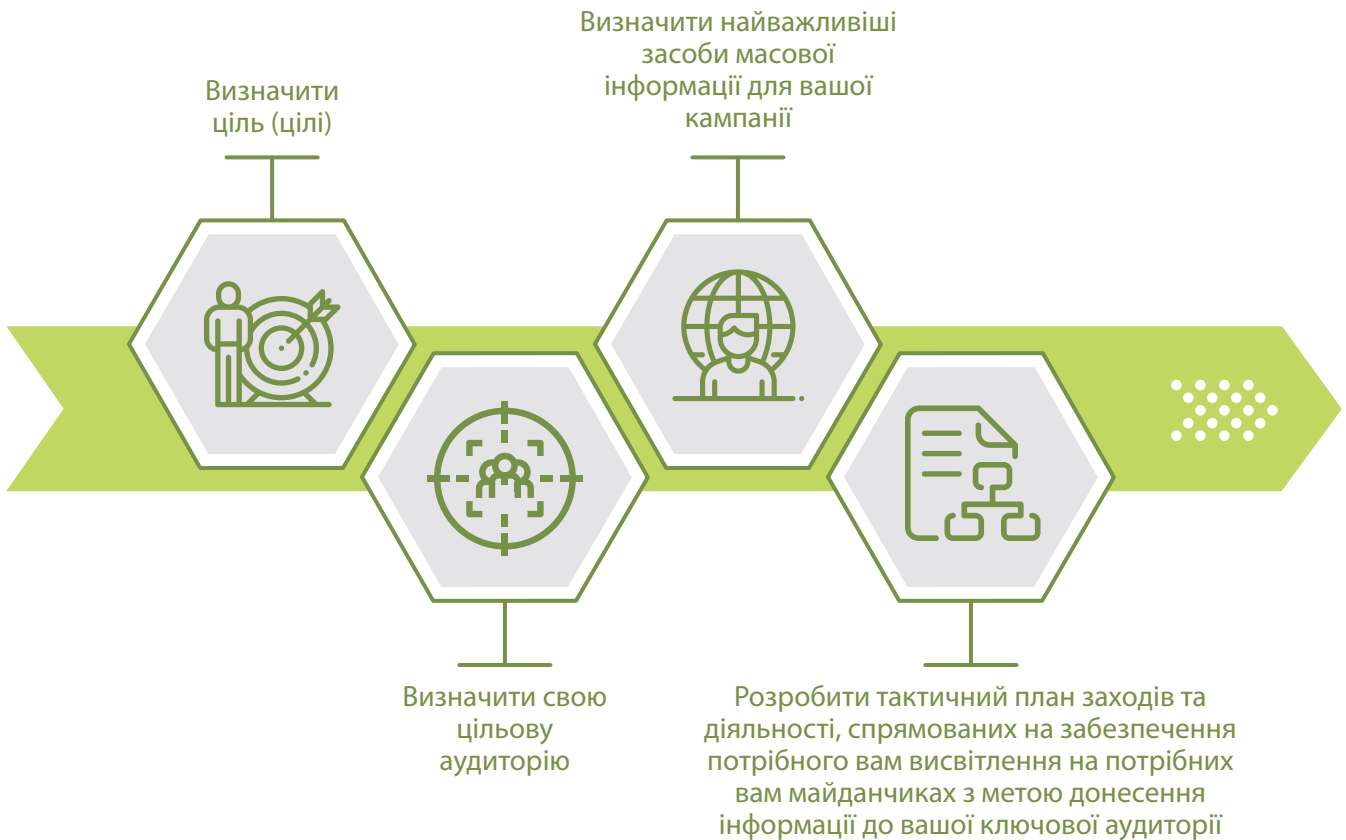 Визначити
ціль (цілі)
Визначити свою
цільову
аудиторію
Визначити найважливіші
засоби масової
інформації для вашої
кампанії
Розробити тактичний план заходів та
діяльності, спрямованих на забезпечення
потрібного вам висвітлення на потрібних
вам майданчиках з метою донесення
інформації до вашої ключової аудиторії